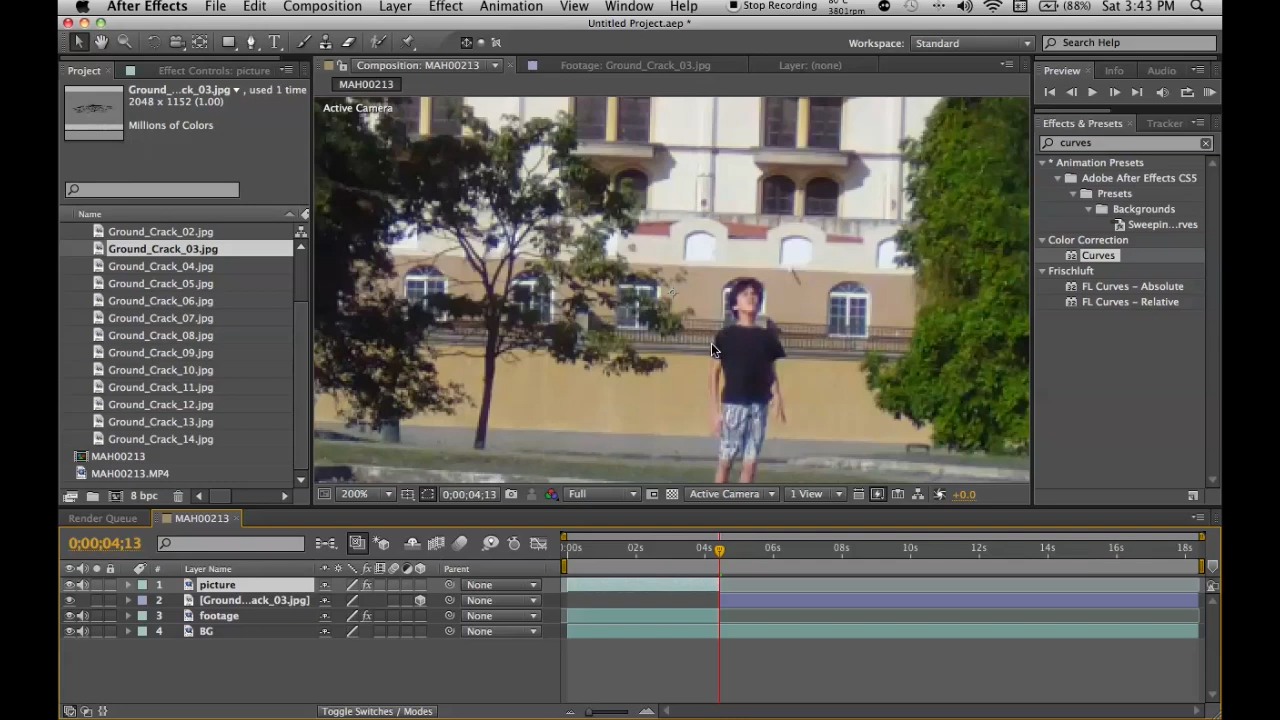 After Effects File Edit Composition Layer Effect Animation View Window Help 80°C 3801rpm Stop Recording (88%) Sat 3:43 PM
Untitled Project.aep *
Workspace: Standard Search Help
Project Effect Controls: picture Composition: MAH00213 Footage: Ground_Crack_03.jpg Layer: (none) Preview Info Audio
MAH00213
Ground_...ck_03.jpg , used 1 time
2048 x 1152 (1.00)
Millions of Colors
Active Camera
Effects & Presets Tracker
curves
* Animation Presets
Adobe After Effects CS5
Presets
Backgrounds
Sweepin...rves
Color Correction
Curves
Frischluft
FL Curves - Absolute
FL Curves - Relative
Name
Ground_Crack_02.jpg
Ground_Crack_03.jpg
Ground_Crack_04.jpg
Ground_Crack_05.jpg
Ground_Crack_06.jpg
Ground_Crack_07.jpg
Ground_Crack_08.jpg
Ground_Crack_09.jpg
Ground_Crack_10.jpg
Ground_Crack_11.jpg
Ground_Crack_12.jpg
Ground_Crack_13.jpg
Ground_Crack_14.jpg
MAH00213
MAH00213.MP4
8 bpc 200% 0;00;04;13 Full Active Camera 1 View +0.0
Render Queue MAH00213
0;00;04;13 :00s 02s 04s 06s 08s 10s 12s 14s 16s 18s
# Layer Name Parent
1 picture None
2 [Ground...ack_03.jpg] None
3 footage None
4 BG None
Toggle Switches / Modes